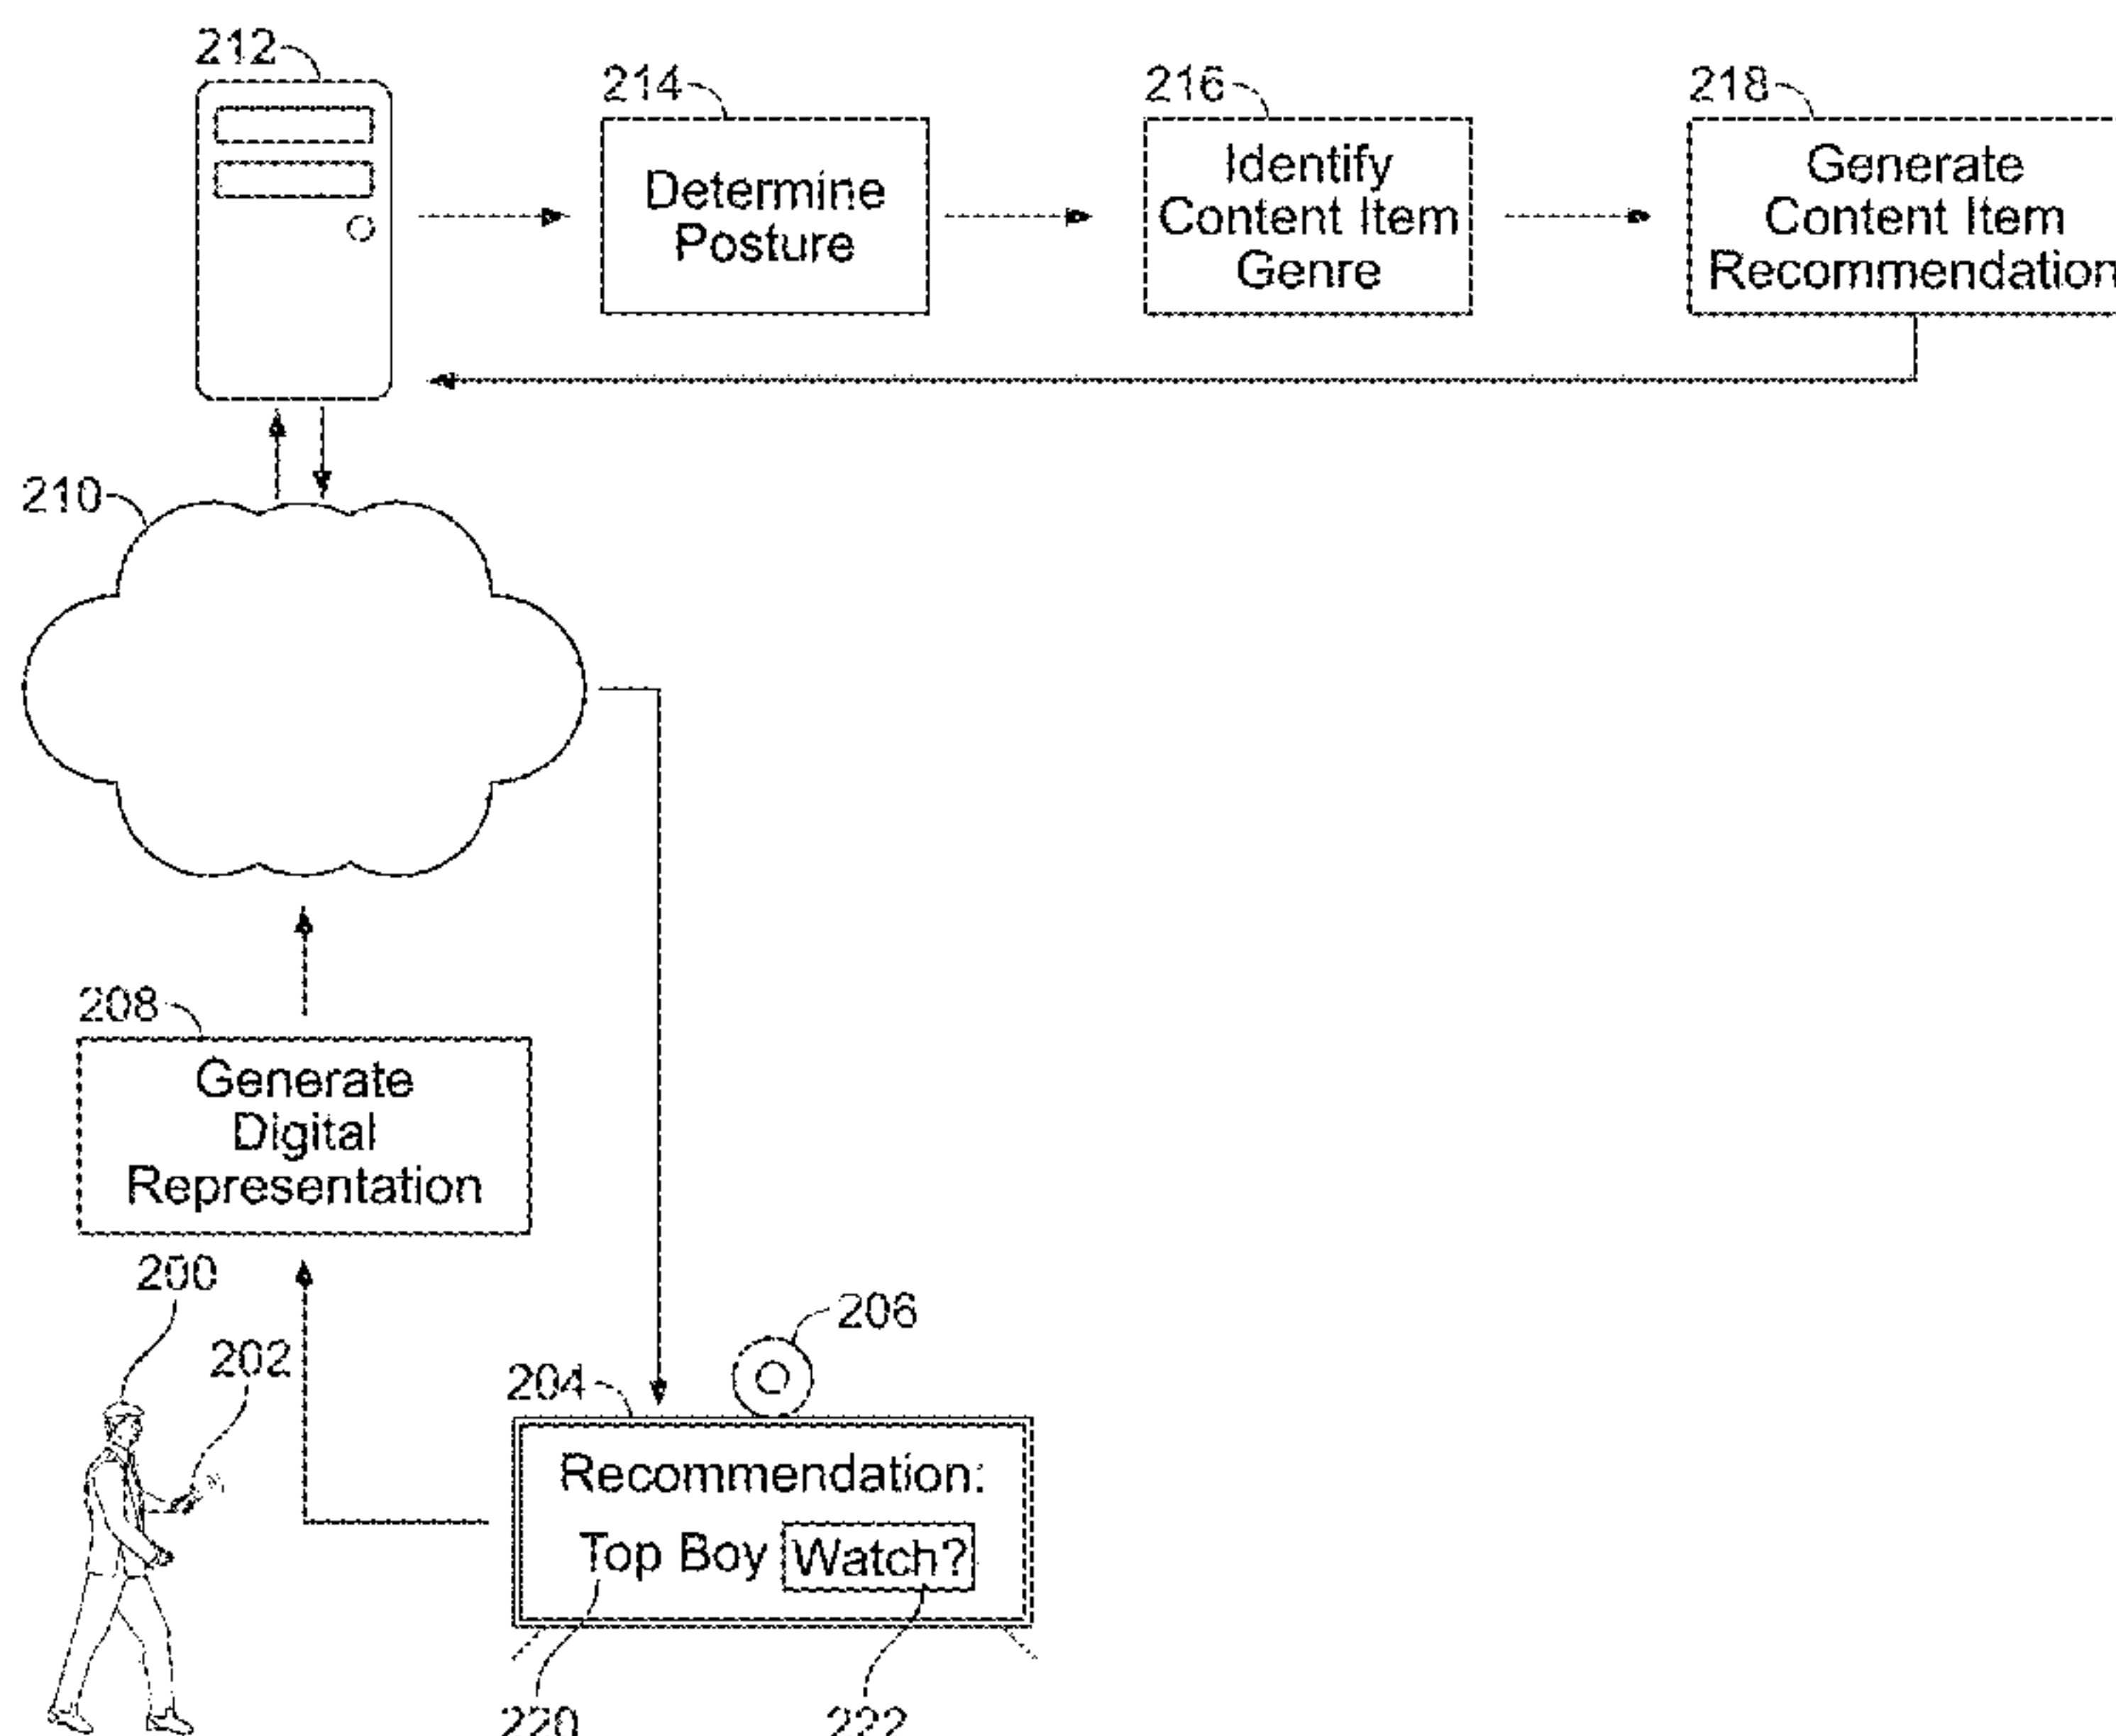 212
214
216
218
Determine
Posture
Identify
Content Item
Genre
Generate
Content Item
Recommendation
210
208
Generate
Digital
Representation
200
202
204
206
Recommendation:
Top Boy Watch?
220
222